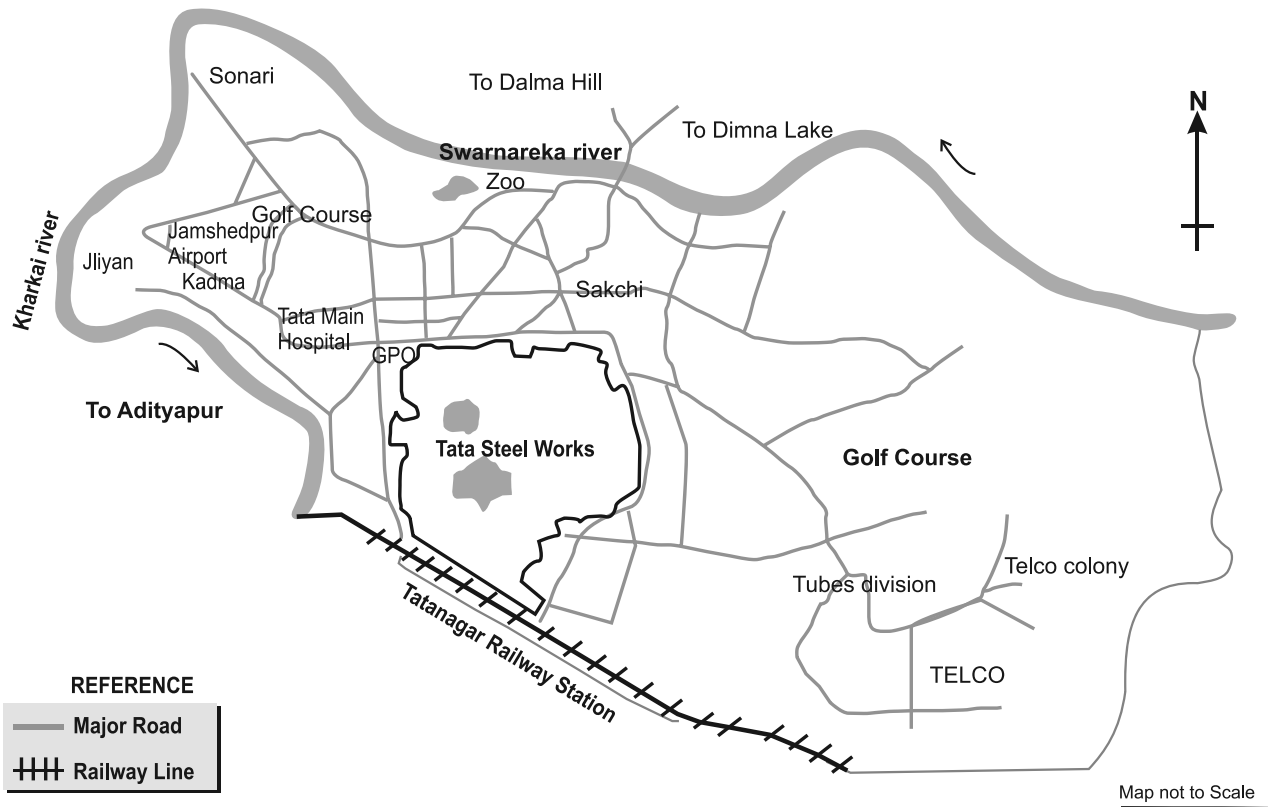 Sonari
To Dalma Hill
N
To Dimna Lake
Swarnareka river
Zoo
Golf Course
Jamshedpur
Airport
Kadma
Jliyan
Kharkai river
Sakchi
Tata Main
Hospital
GPO
To Adityapur
Tata Steel Works
Golf Course
Telco colony
Tubes division
Tatanagar Railway Station
TELCO
REFERENCE
Major Road
Railway Line
Map not to Scale